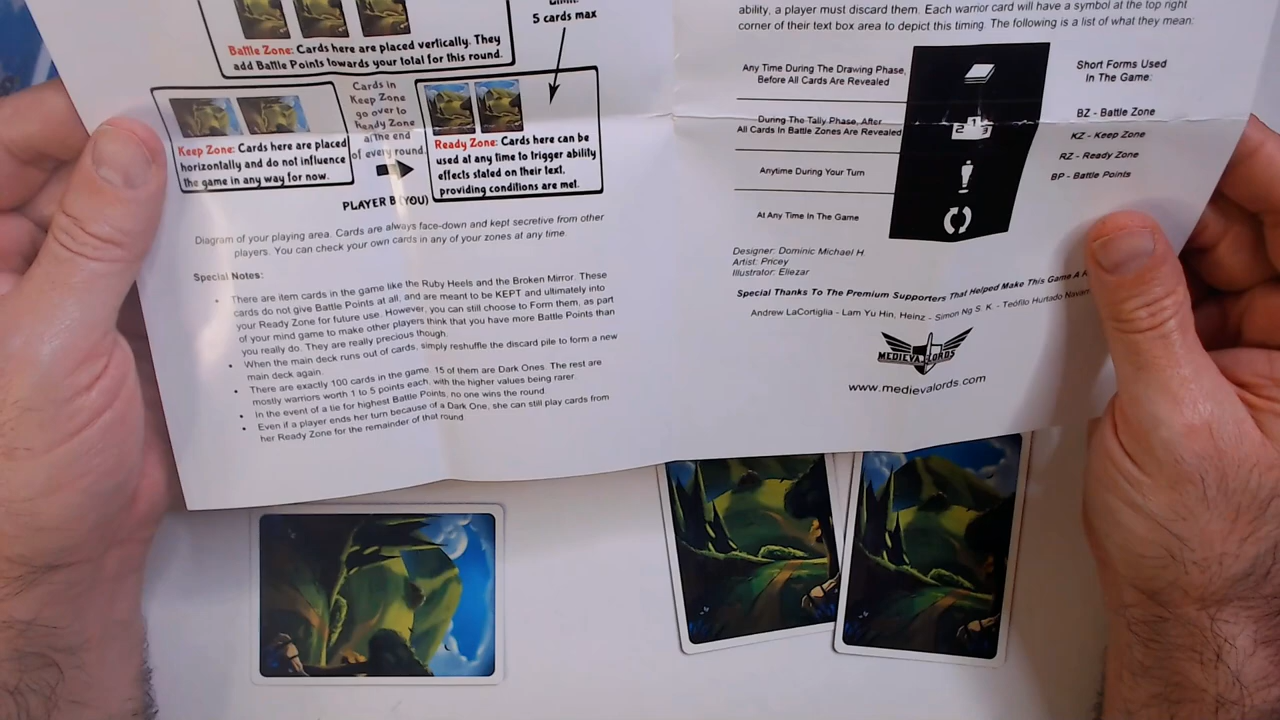 5 cards max
Battle Zone: Cards here are placed vertically. They
add Battle Points towards your total for this round.
Cards in
Keep Zone
go over to
Ready Zone
at the end
of every round.
Keep Zone: Cards here are placed
horizontally and do not influence
the game in any way for now.
Ready Zone: Cards here can be
used at any time to trigger ability
effects stated on their text,
providing conditions are met.
PLAYER B (YOU)
Diagram of your playing area. Cards are always face-down and kept secretive from other
players. You can check your own cards in any of your zones at any time.
Special Notes:
• There are item cards in the game like the Ruby Heels and the Broken Mirror. These
cards do not give Battle Points at all, and are meant to be KEPT and ultimately into
your Ready Zone for future use. However, you can still choose to Form them, as part
of your mind game to make other players think that you have more Battle Points than
you really do. They are really precious though.
• When the main deck runs out of cards, simply reshuffle the discard pile to form a new
main deck again.
• There are exactly 100 cards in the game. 15 of them are Dark Ones. The rest are
mostly warriors worth 1 to 5 points each, with the higher values being rarer.
• In the event of a tie for highest Battle Points, no one wins the round.
• Even if a player ends her turn because of a Dark One, she can still play cards from
her Ready Zone for the remainder of that round.
ability, a player must discard them. Each warrior card will have a symbol at the top right
corner of their text box area to depict this timing. The following is a list of what they mean:
Any Time During The Drawing Phase,
Before All Cards Are Revealed
During The Tally Phase, After
All Cards In Battle Zones Are Revealed
Anytime During Your Turn
At Any Time In The Game
2 1 3
!
Short Forms Used
In The Game:
BZ - Battle Zone
KZ - Keep Zone
RZ - Ready Zone
BP - Battle Points
Designer: Dominic Michael H.
Artist: Pricey
Illustrator: Eliezar
Special Thanks To The Premium Supporters That Helped Make This Game A
Andrew LaCortiglia - Lam Yu Hin, Heinz - Simon Ng S. K. - Teófilo Hurtado
MEDIEVALORDS
www.medievalords.com